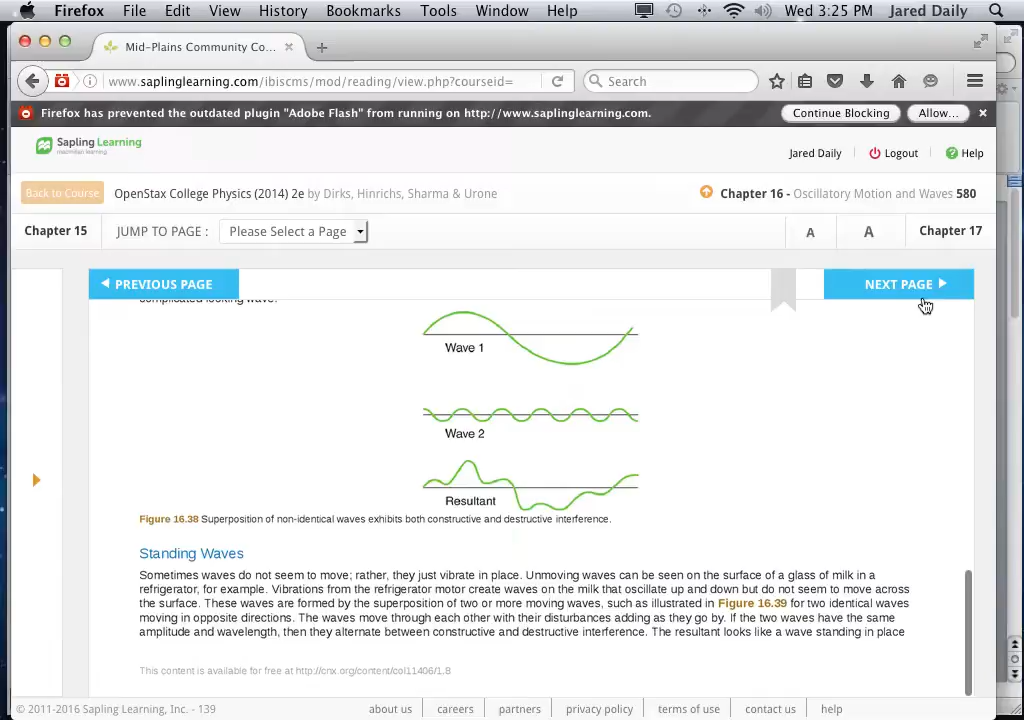 Firefox File Edit View History Bookmarks Tools Window Help Wed 3:25 PM Jared Daily
Mid-Plains Community Co...
www.saplinglearning.com/ibiscms/mod/reading/view.php?courseid= Search
Firefox has prevented the outdated plugin "Adobe Flash" from running on http://www.saplinglearning.com. Continue Blocking Allow...
Sapling Learning
macmillan learning
Jared Daily Logout Help
Back to Course OpenStax College Physics (2014) 2e by Dirks, Hinrichs, Sharma & Urone Chapter 16 - Oscillatory Motion and Waves 580
Chapter 15 JUMP TO PAGE : Please Select a Page A A Chapter 17
PREVIOUS PAGE NEXT PAGE
complicated looking wave.
Wave 1
Wave 2
Resultant
Figure 16.38 Superposition of non-identical waves exhibits both constructive and destructive interference.
Standing Waves
Sometimes waves do not seem to move; rather, they just vibrate in place. Unmoving waves can be seen on the surface of a glass of milk in a
refrigerator, for example. Vibrations from the refrigerator motor create waves on the milk that oscillate up and down but do not seem to move across
the surface. These waves are formed by the superposition of two or more moving waves, such as illustrated in Figure 16.39 for two identical waves
moving in opposite directions. The waves move through each other with their disturbances adding as they go by. If the two waves have the same
amplitude and wavelength, then they alternate between constructive and destructive interference. The resultant looks like a wave standing in place
This content is available for free at http://cnx.org/content/col11406/1.8
© 2011-2016 Sapling Learning, Inc. - 139 about us careers partners privacy policy terms of use contact us help